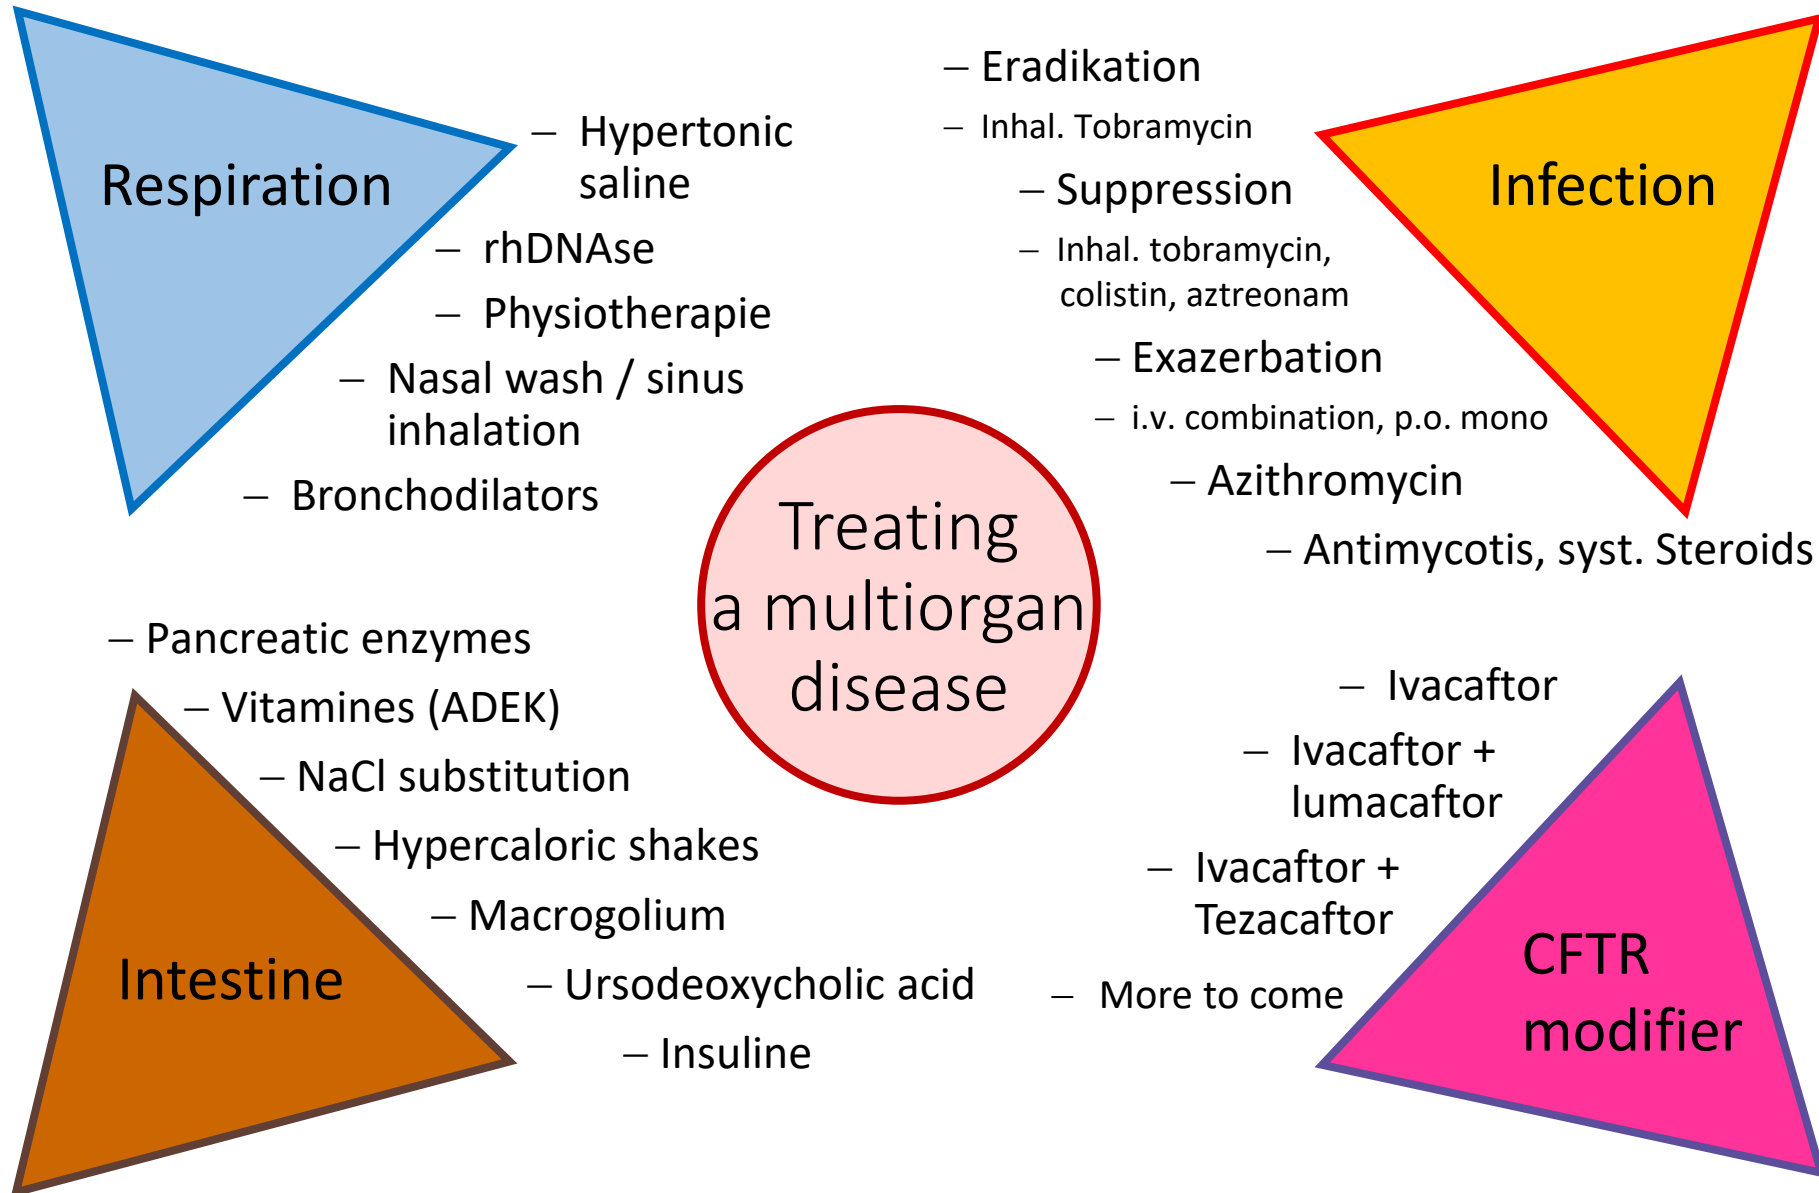 Respiration
– Hypertonic
saline
– rhDNAse
– Physiotherapie
– Nasal wash / sinus
inhalation
– Bronchodilators
– Eradikation
– Inhal. Tobramycin
– Suppression
– Inhal. tobramycin,
colistin, aztreonam
– Exazerbation
– i.v. combination, p.o. mono
– Azithromycin
– Antimycotis, syst. Steroids
Infection
Treating
a multiorgan
disease
– Pancreatic enzymes
– Vitamines (ADEK)
– NaCl substitution
– Hypercaloric shakes
– Macrogolium
– Ursodeoxycholic acid
– Insuline
Intestine
– Ivacaftor
– Ivacaftor +
lumacaftor
– Ivacaftor +
Tezacaftor
– More to come
CFTR
modifier